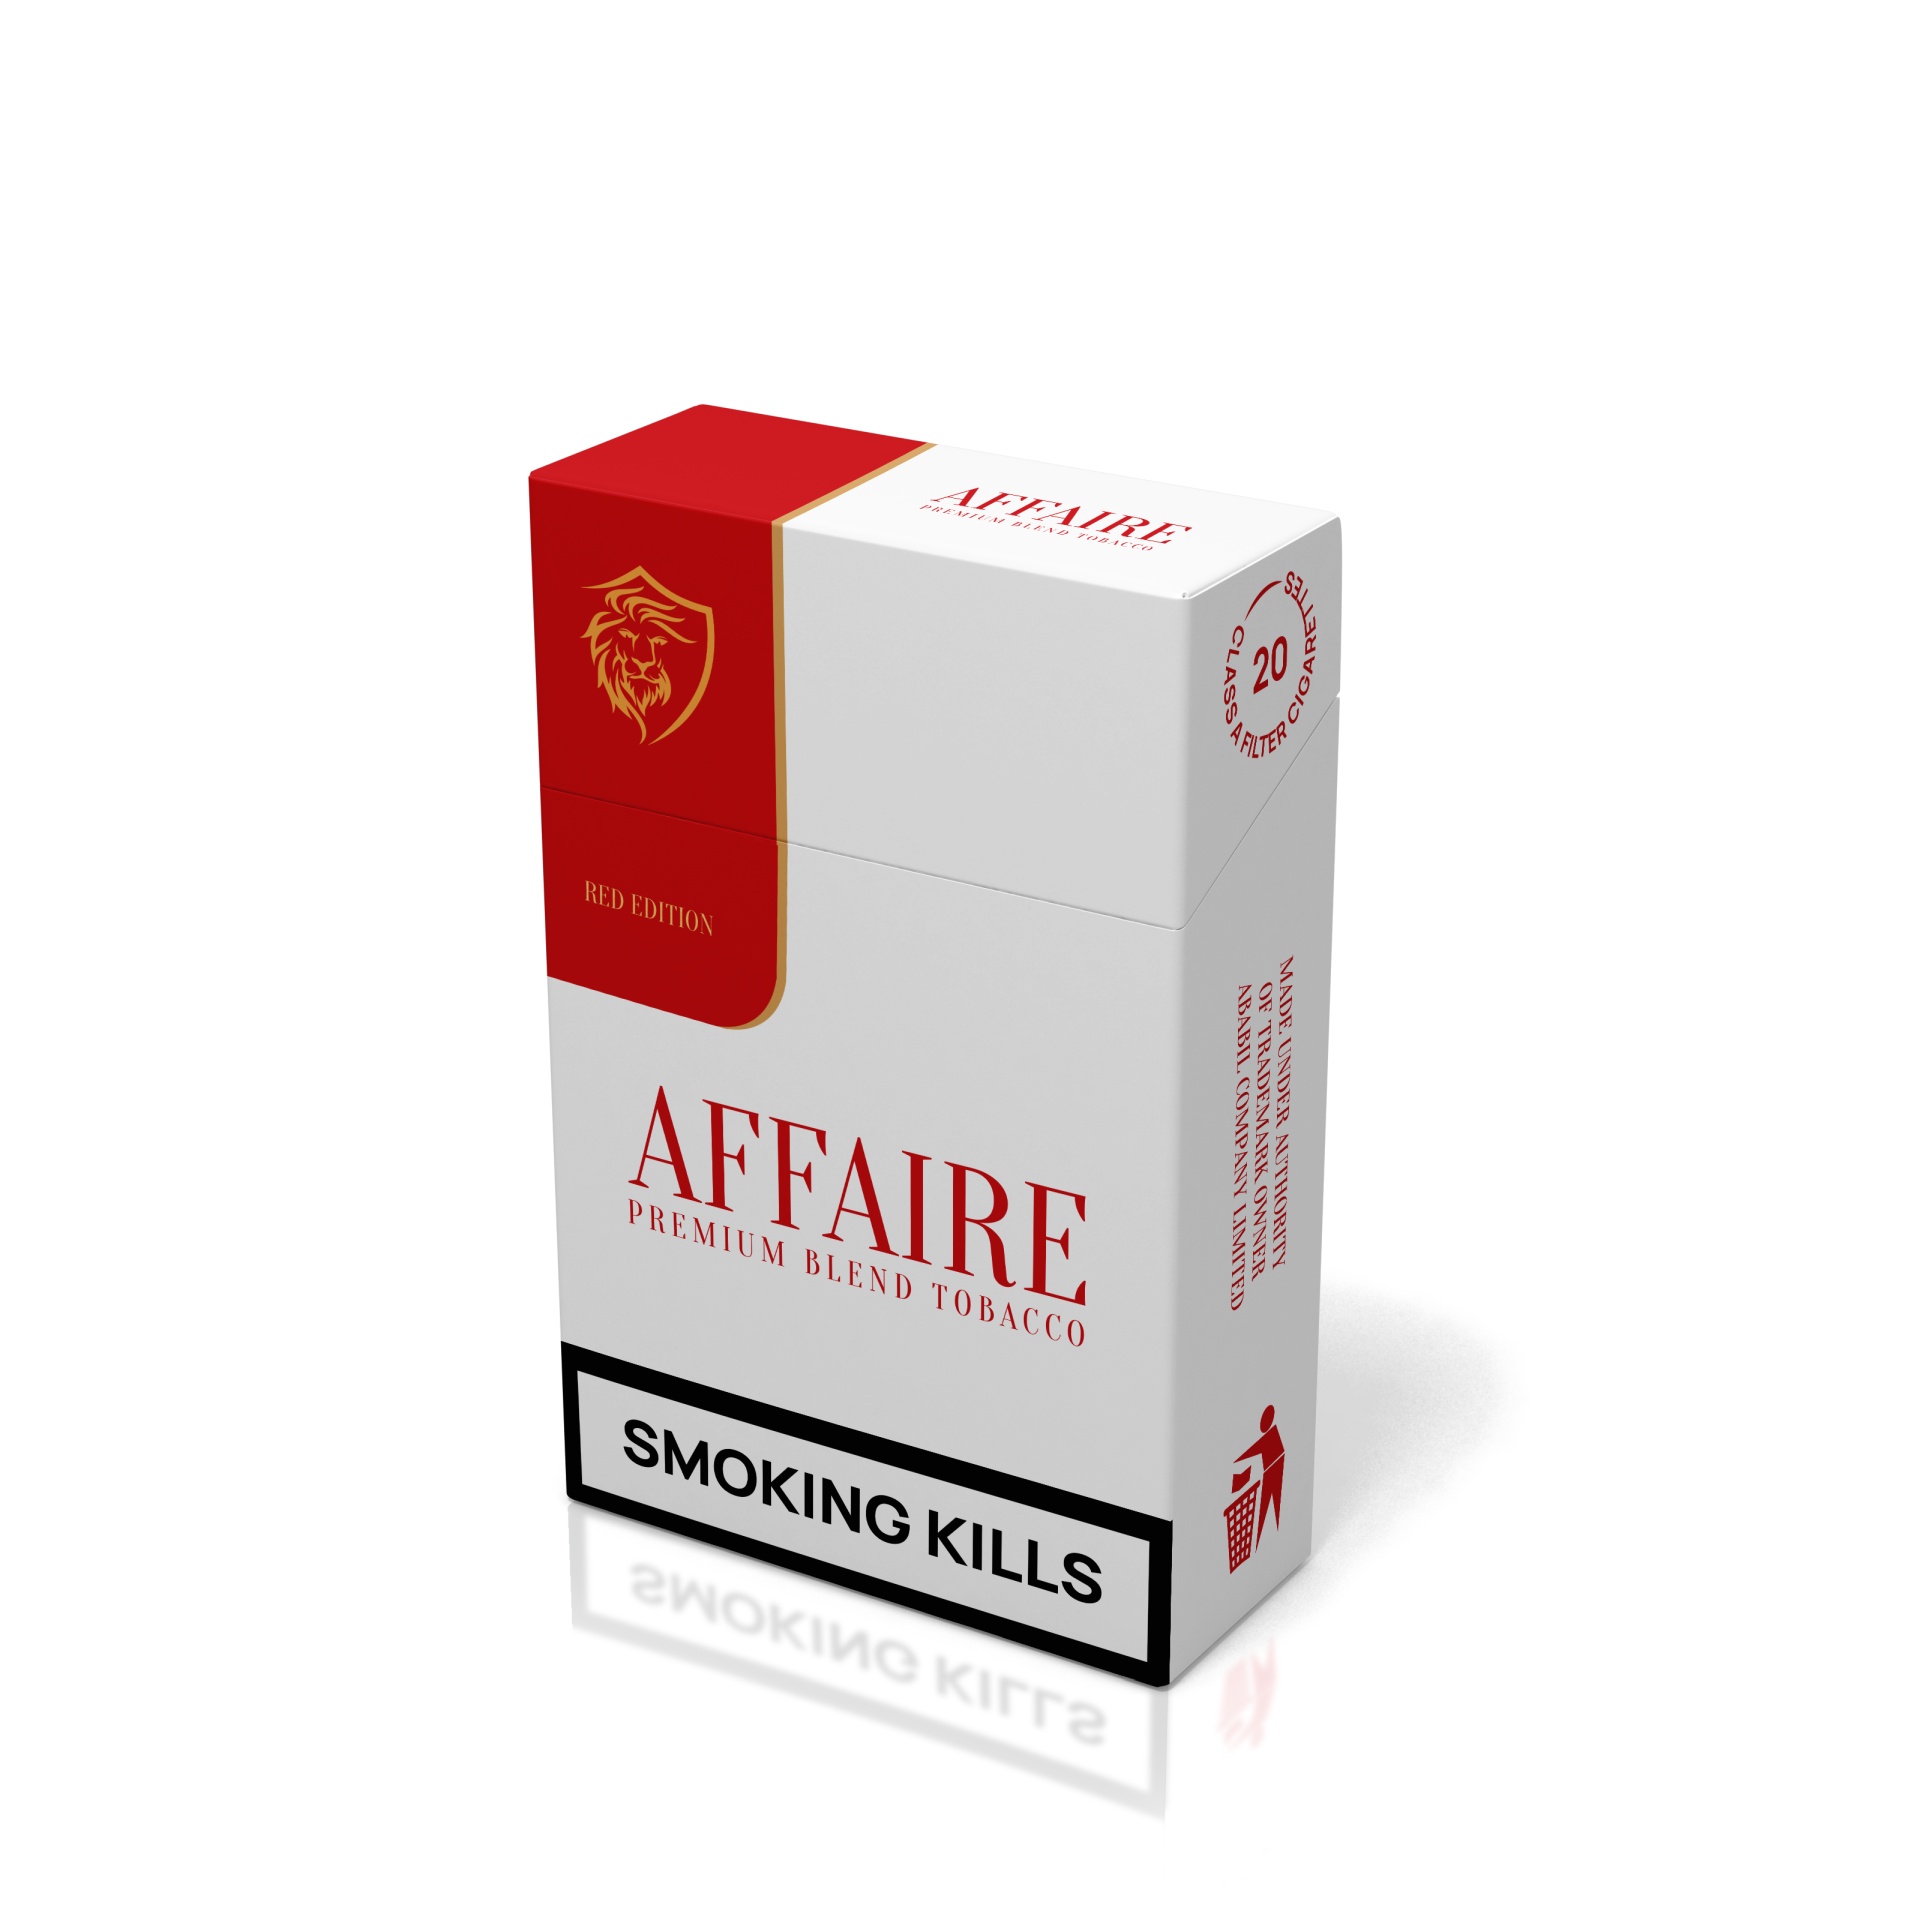 AFFAIRE
PREMIUM BLEND TOBACCO
RED EDITION
AFFAIRE
PREMIUM BLEND TOBACCO
SMOKING KILLS
20
CLASS A FILTER CIGARETTES
MADE UNDER AUTHORITY
OF TRADEMARK OWNER
ABABIL COMPANY LIMITED